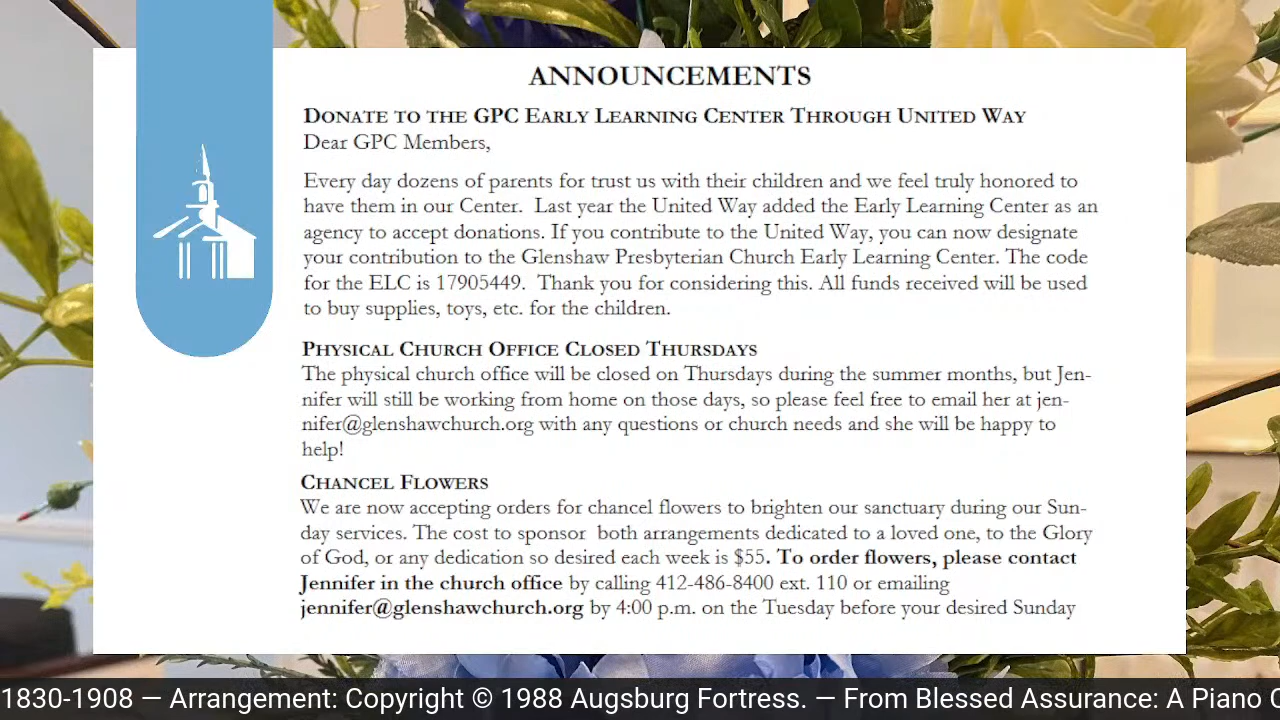 ANNOUNCEMENTS
DONATE TO THE GPC EARLY LEARNING CENTER THROUGH UNITED WAY
Dear GPC Members,
Every day dozens of parents for trust us with their children and we feel truly honored to
have them in our Center.  Last year the United Way added the Early Learning Center as an
agency to accept donations. If you contribute to the United Way, you can now designate
your contribution to the Glenshaw Presbyterian Church Early Learning Center. The code
for the ELC is 17905449.  Thank you for considering this. All funds received will be used
to buy supplies, toys, etc. for the children.
PHYSICAL CHURCH OFFICE CLOSED THURSDAYS
The physical church office will be closed on Thursdays during the summer months, but Jen-
nifer will still be working from home on those days, so please feel free to email her at jen-
nifer@glenshawchurch.org with any questions or church needs and she will be happy to
help!
CHANCEL FLOWERS
We are now accepting orders for chancel flowers to brighten our sanctuary during our Sun-
day services. The cost to sponsor  both arrangements dedicated to a loved one, to the Glory
of God, or any dedication so desired each week is $55. To order flowers, please contact
Jennifer in the church office by calling 412-486-8400 ext. 110 or emailing
jennifer@glenshawchurch.org by 4:00 p.m. on the Tuesday before your desired Sunday
1830-1908 — Arrangement: Copyright © 1988 Augsburg Fortress. — From Blessed Assurance: A Piano